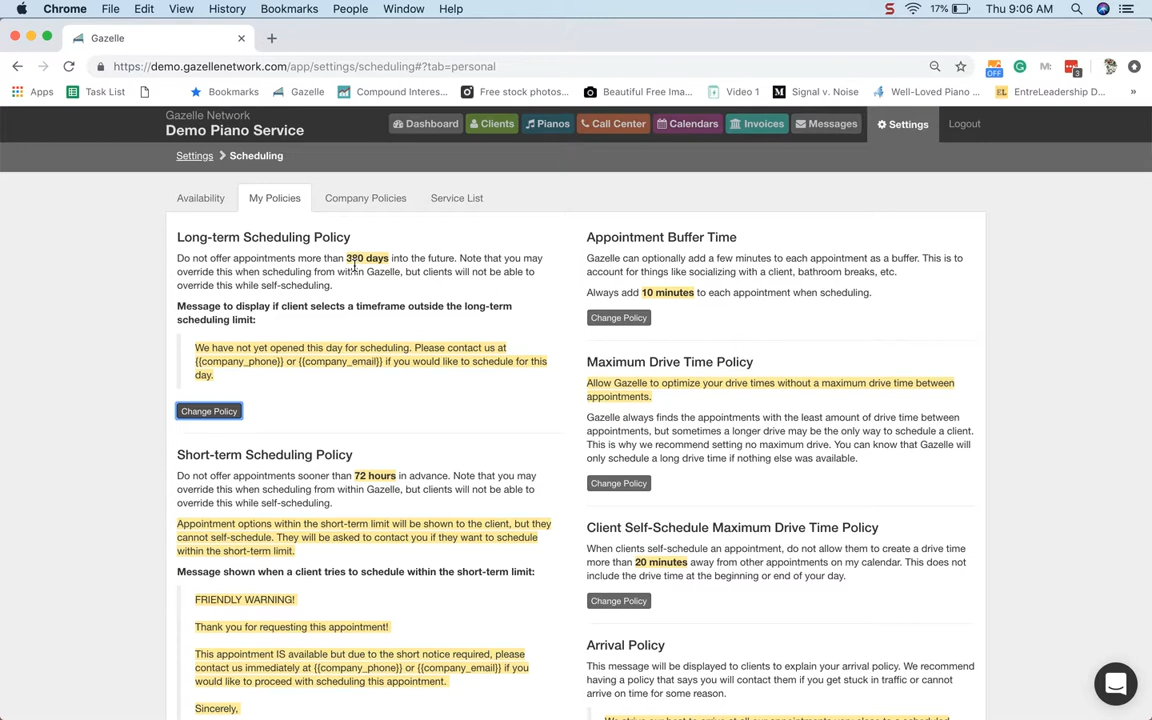 Chrome File Edit View History Bookmarks People Window Help S 17% Thu 9:06 AM
Gazelle
https://demo.gazellenetwork.com/app/settings/scheduling#?tab=personal
OFF M: 3
Apps Task List Bookmarks Gazelle Compound Interes... Free stock photos... Beautiful Free Ima... Video 1 Signal v. Noise Well-Loved Piano ... EL EntreLeadership D... »
Gazelle Network
Demo Piano Service
Dashboard Clients Pianos Call Center Calendars Invoices Messages Settings Logout
Settings > Scheduling
Availability My Policies Company Policies Service List
Long-term Scheduling Policy
Do not offer appointments more than 380 days into the future. Note that you may
override this when scheduling from within Gazelle, but clients will not be able to
override this while self-scheduling.
Message to display if client selects a timeframe outside the long-term
scheduling limit:
We have not yet opened this day for scheduling. Please contact us at
{{company_phone}} or {{company_email}} if you would like to schedule for this
day.
Change Policy
Short-term Scheduling Policy
Do not offer appointments sooner than 72 hours in advance. Note that you may
override this when scheduling from within Gazelle, but clients will not be able to
override this while self-scheduling.
Appointment options within the short-term limit will be shown to the client, but they
cannot self-schedule. They will be asked to contact you if they want to schedule
within the short-term limit.
Message shown when a client tries to schedule within the short-term limit:
FRIENDLY WARNING!
Thank you for requesting this appointment!
This appointment IS available but due to the short notice required, please
contact us immediately at {{company_phone}} or {{company_email}} if you
would like to proceed with scheduling this appointment.
Sincerely,
Appointment Buffer Time
Gazelle can optionally add a few minutes to each appointment as a buffer. This is to
account for things like socializing with a client, bathroom breaks, etc.
Always add 10 minutes to each appointment when scheduling.
Change Policy
Maximum Drive Time Policy
Allow Gazelle to optimize your drive times without a maximum drive time between
appointments.
Gazelle always finds the appointments with the least amount of drive time between
appointments, but sometimes a longer drive may be the only way to schedule a client.
This is why we recommend setting no maximum drive. You can know that Gazelle will
only schedule a long drive time if nothing else was available.
Change Policy
Client Self-Schedule Maximum Drive Time Policy
When clients self-schedule an appointment, do not allow them to create a drive time
more than 20 minutes away from other appointments on my calendar. This does not
include the drive time at the beginning or end of your day.
Change Policy
Arrival Policy
This message will be displayed to clients to explain your arrival policy. We recommend
having a policy that says you will contact them if you get stuck in traffic or cannot
arrive on time for some reason.
We strive our best to arrive at all our appointments very close to a scheduled